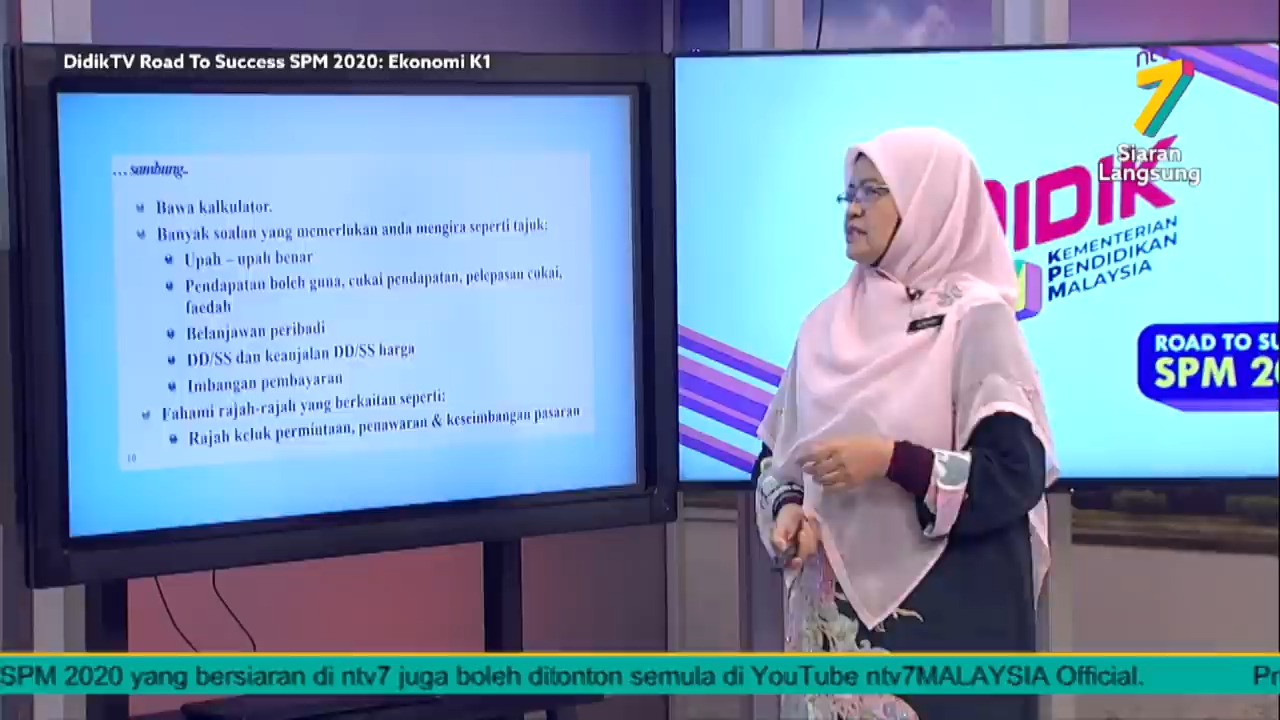 DidikTV Road To Success SPM 2020: Ekonomi K1
...sambung..
Bawa kalkulator.
Banyak soalan yang memerlukan anda mengira seperti tajuk:
Upah – upah benar
Pendapatan boleh guna, cukai pendapatan, pelepasan cukai,
faedah
Belanjawan peribadi
DD/SS dan keanjalan DD/SS harga
Imbangan pembayaran
Fahami rajah-rajah yang berkaitan seperti:
Rajah keluk permintaan, penawaran & keseimbangan pasaran
10
7
Siaran
Langsung
DIDIK
KEMENTERIAN
PENDIDIKAN
MALAYSIA
ROAD TO SU
SPM 20
SPM 2020 yang bersiaran di ntv7 juga boleh ditonton semula di YouTube ntv7MALAYSIA Official. Pr